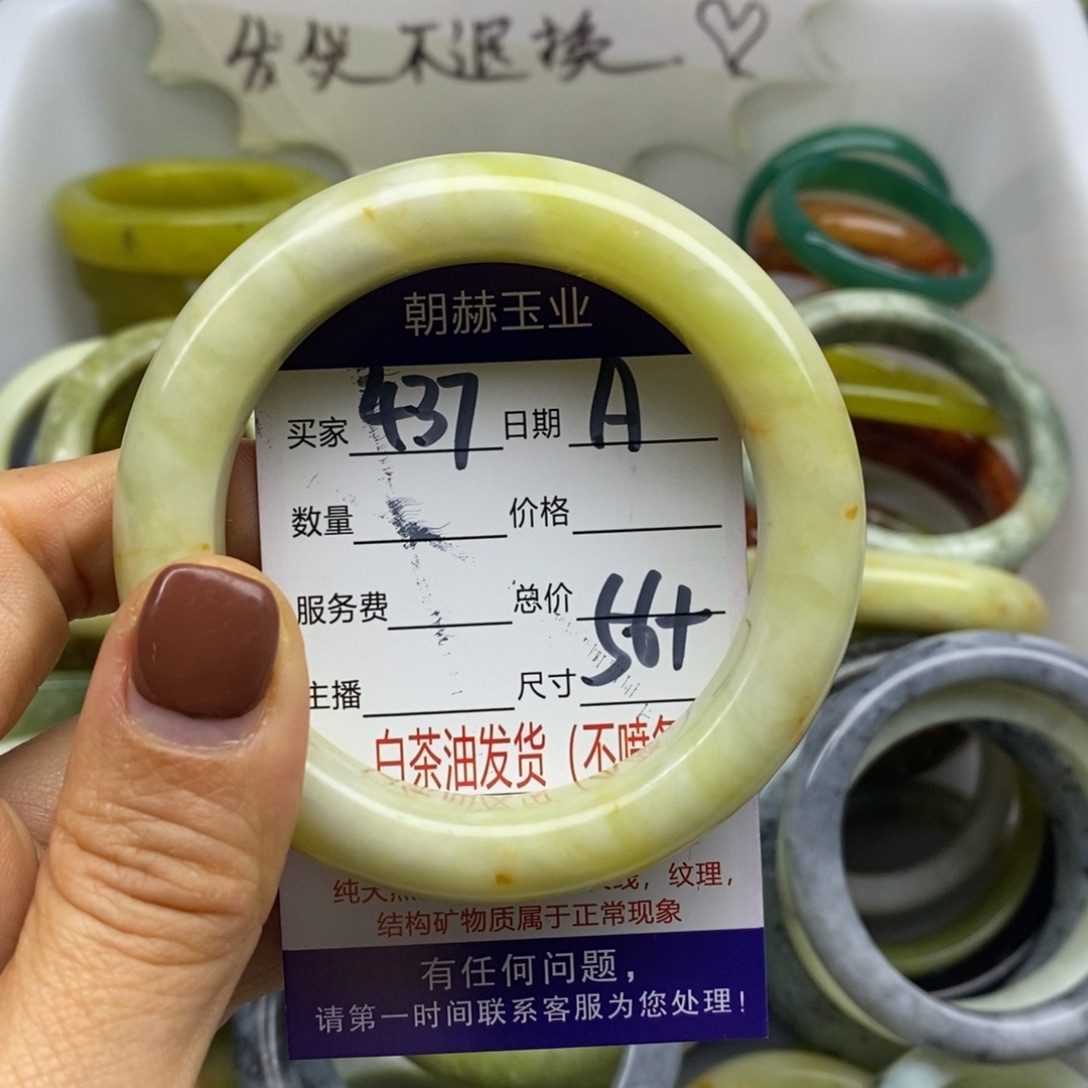 不退换
朝赫玉业
买家 437 日期 A
数量 价格
服务费 总价
56+
主播 尺寸
白茶油发货（不喷
纯天 纹理，
结构矿物质属于正常现象
有任何问题，
请第一时间联系客服为您处理！